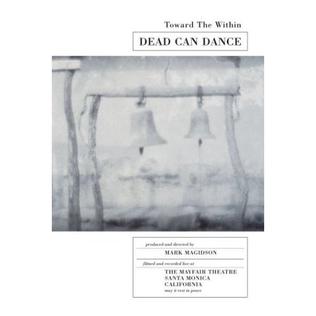 Toward The Within
DEAD CAN DANCE
produced and directed by
MARK MAGIDSON
filmed and recorded live at
THE MAYFAIR THEATRE
SANTA MONICA
CALIFORNIA
may it rest in peace